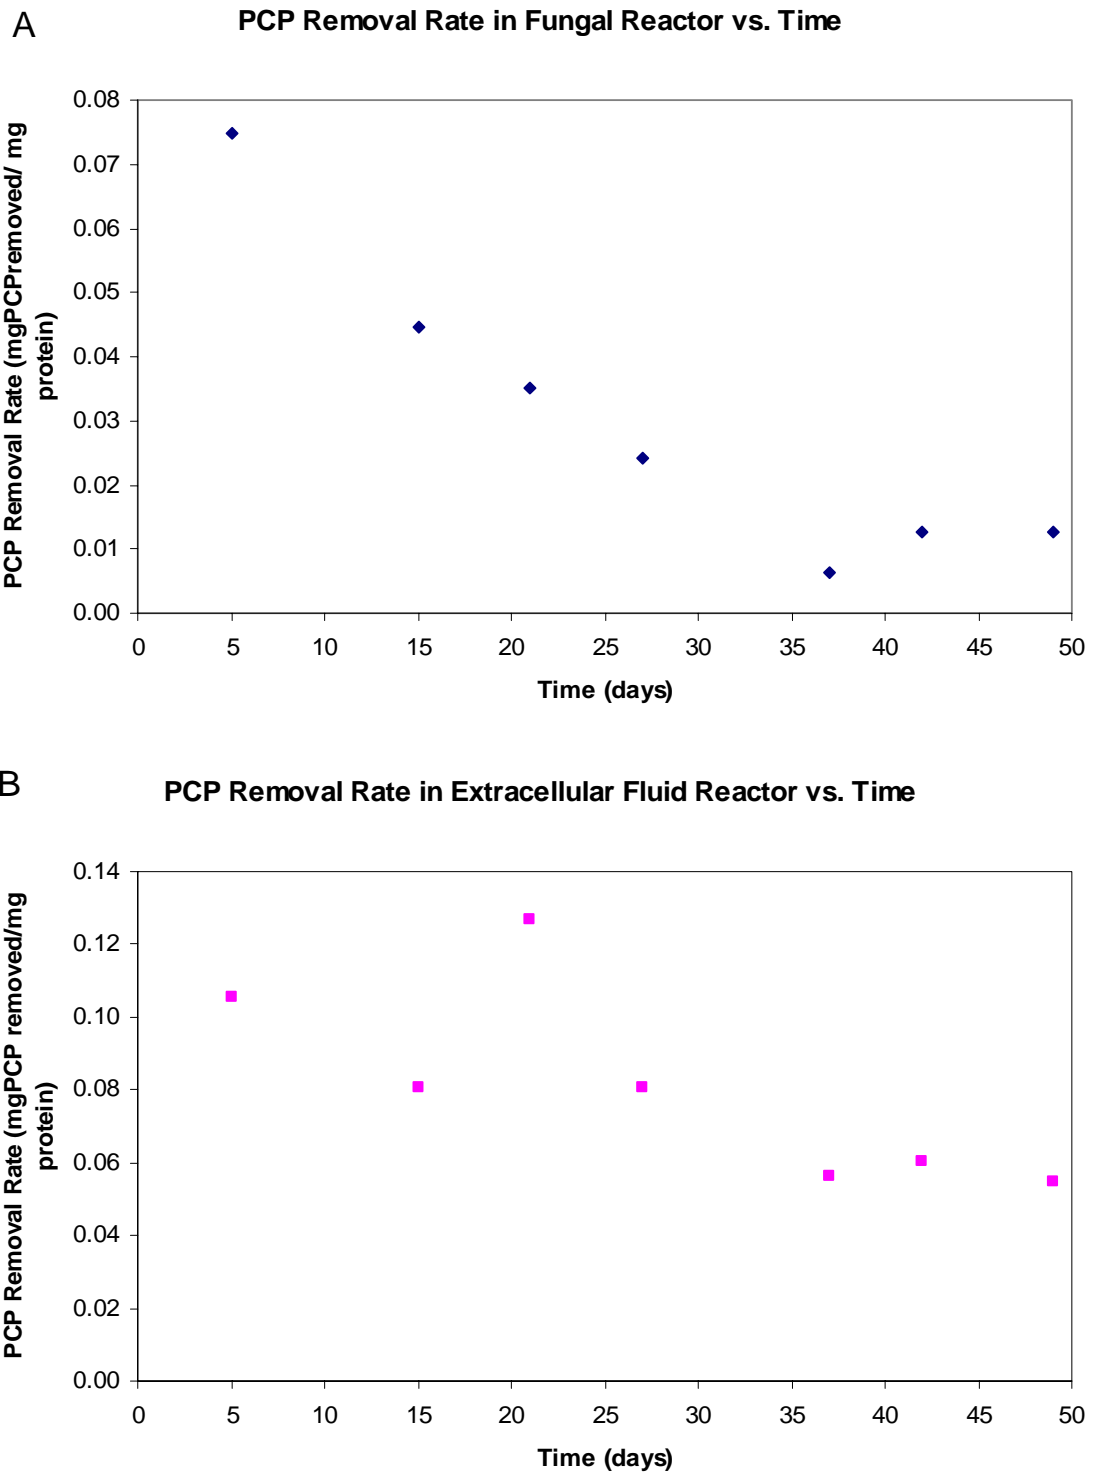 A
PCP Removal Rate in Fungal Reactor vs. Time
PCP Removal Rate (mgPCPremoved/ mg
protein)
0.08
0.07
0.06
0.05
0.04
0.03
0.02
0.01
0.00
0 5 10 15 20 25 30 35 40 45 50
Time (days)
B
PCP Removal Rate in Extracellular Fluid Reactor vs. Time
PCP Removal Rate (mgPCP removed/mg
protein)
0.14
0.12
0.10
0.08
0.06
0.04
0.02
0.00
0 5 10 15 20 25 30 35 40 45 50
Time (days)